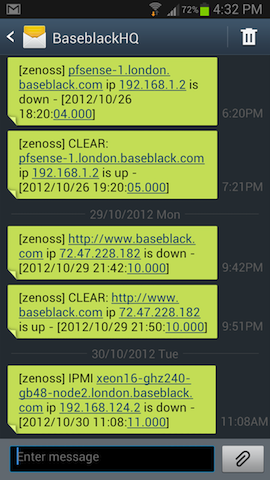 72% 4:32 PM
BaseblackHQ
[zenoss] pfsense-1.london.
baseblack.com ip 192.168.1.2 is
down - [2012/10/26
18:20:04.000]
6:20PM
[zenoss] CLEAR:
pfsense-1.london.baseblack.com
ip 192.168.1.2 is up -
[2012/10/26 19:20:05.000]
7:21PM
29/10/2012 Mon
[zenoss] http://www.baseblack.
com ip 72.47.228.182 is down -
[2012/10/29 21:42:10.000]
9:42PM
[zenoss] CLEAR: http://www.
baseblack.com ip 72.47.228.182
is up - [2012/10/29 21:50:10.000]
9:51PM
30/10/2012 Tue
[zenoss] IPMI xeon16-ghz240-
gb48-node2.london.baseblack.
com ip 192.168.124.2 is down -
[2012/10/30 11:08:11.000]
11:08AM
Enter message